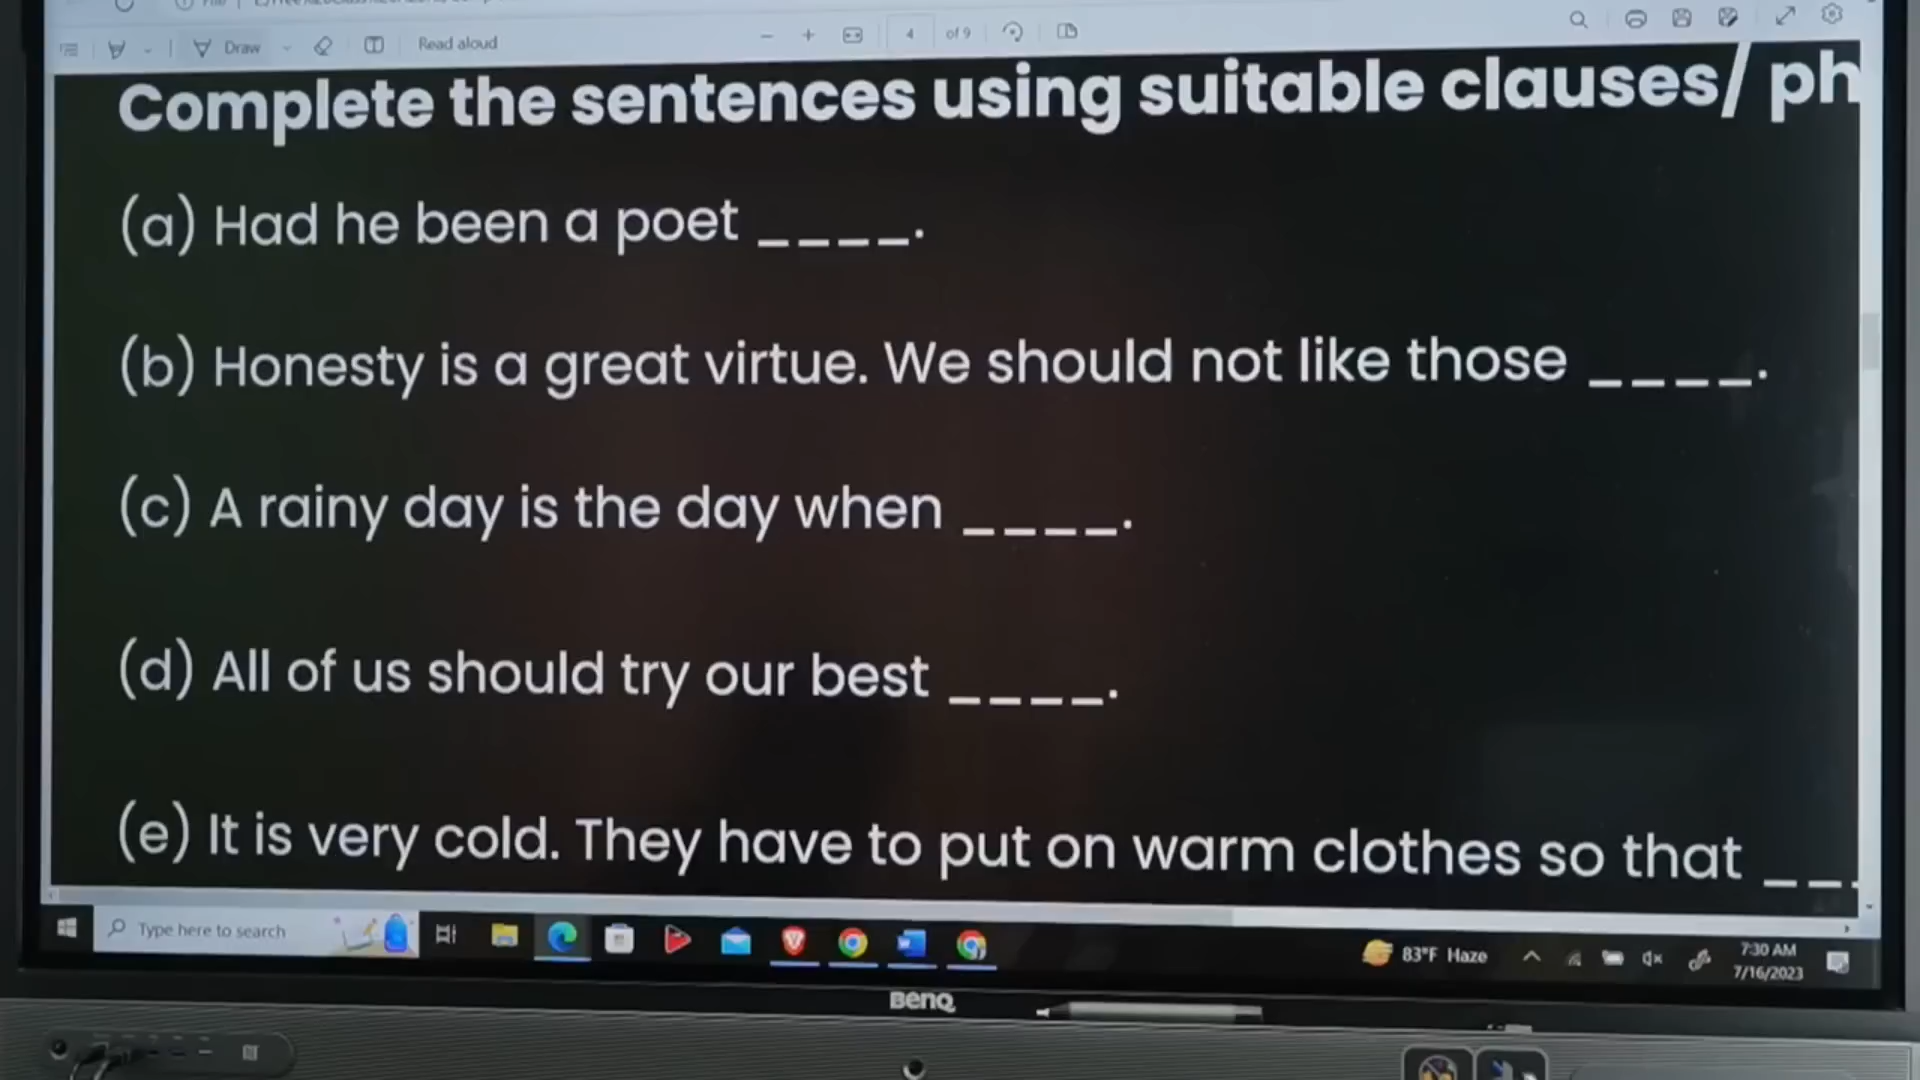 Draw
Read aloud
4 of 9
Complete the sentences using suitable clauses/ ph
(a) Had he been a poet ____.
(b) Honesty is a great virtue. We should not like those ____.
(c) A rainy day is the day when ____.
(d) All of us should try our best ____.
(e) It is very cold. They have to put on warm clothes so that __
Type here to search
83°F Haze
7:30 AM
7/16/2023
BenQ